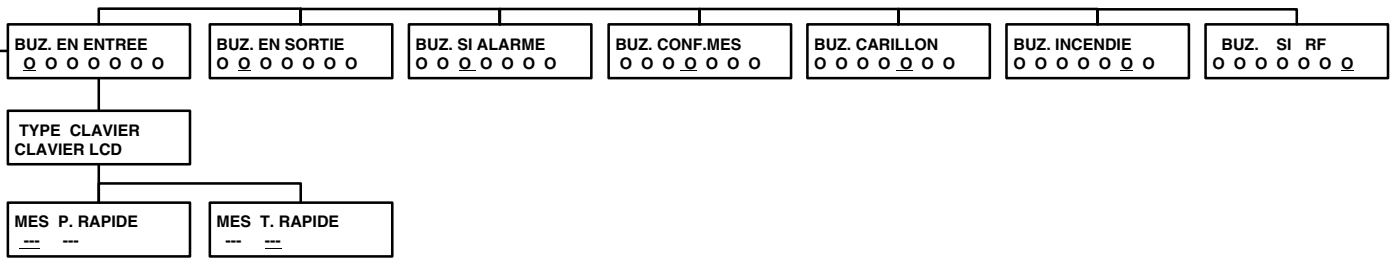 BUZ. EN ENTREE
O O O O O O O
BUZ. EN SORTIE
O O O O O O O
BUZ. SI ALARME
O O O O O O O
BUZ. CONF.MES
O O O O O O O
BUZ. CARILLON
O O O O O O O
BUZ. INCENDIE
O O O O O O O
BUZ. SI RF
O O O O O O O
TYPE CLAVIER
CLAVIER LCD
MES P. RAPIDE
--- ---
MES T. RAPIDE
--- ---